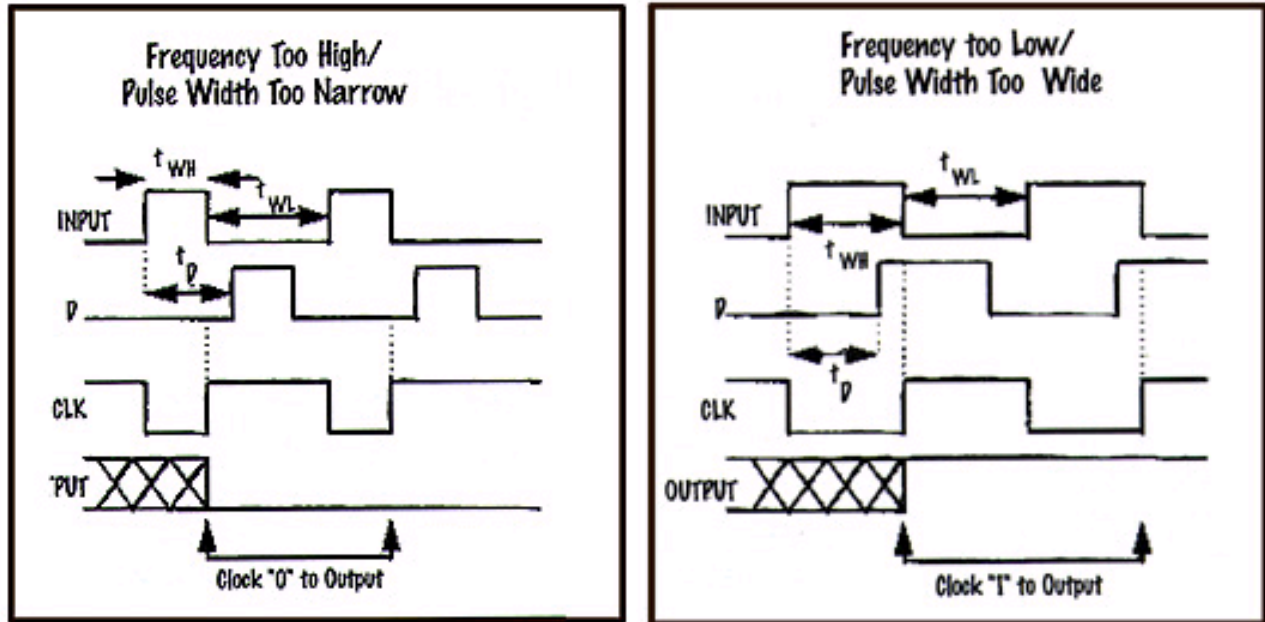 Frequency Too High/
Pulse Width Too Narrow
t WH
t WL
INPUT
t D
D
CLK
'PUT
Clock "0" to Output
Frequency too Low/
Pulse Width Too Wide
t WL
INPUT
t WH
D
t D
CLK
OUTPUT
Clock "1" to Output